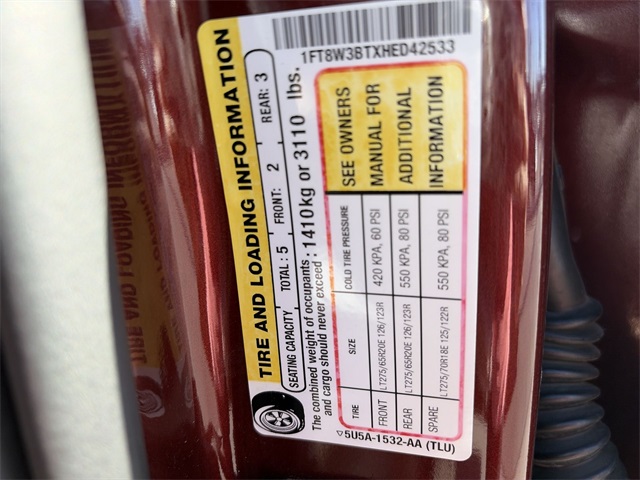 TIRE AND LOADING INFORMATION
SEATING CAPACITY TOTAL: 5 FRONT: 2 REAR: 3
The combined weight of occupants and cargo should never exceed : 1410kg or 3110 lbs.
TIRE SIZE COLD TIRE PRESSURE SEE OWNERS
FRONT LT275/65R20E 126/123R 420 KPA, 60 PSI MANUAL FOR
REAR LT275/65R20E 126/123R 550 KPA, 80 PSI ADDITIONAL
SPARE LT275/70R18E 125/122R 550 KPA, 80 PSI INFORMATION
5U5A-1532-AA (TLU)
1FT8W3BTXHED42533
TIRE AND LOADING